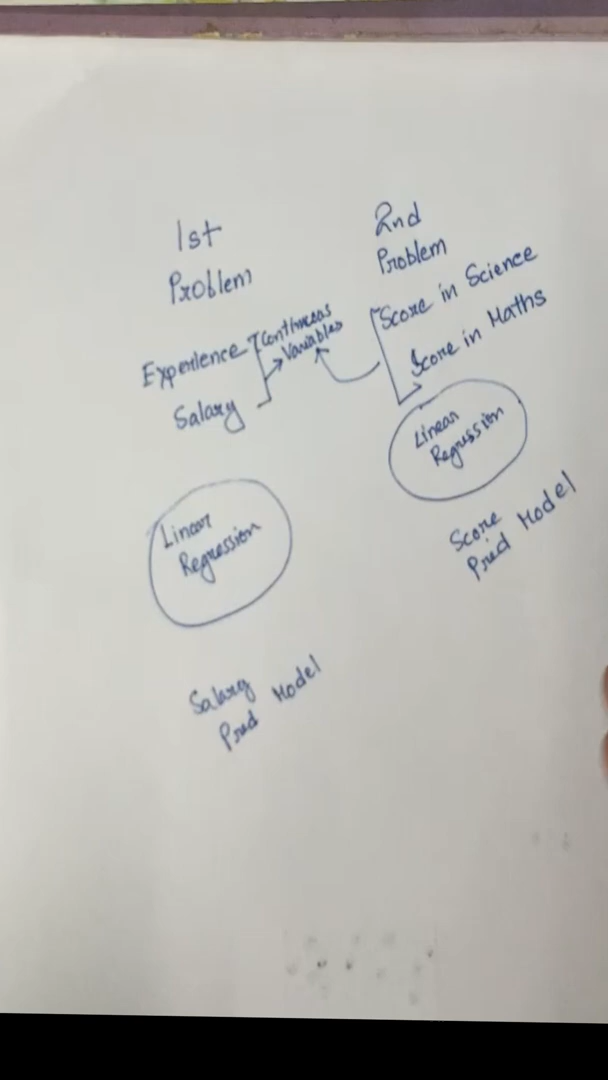 1st
Problem
Experience
Salary
Continuous
Variables
Linear
Regression
Salary
Pred Model
2nd
Problem
Score in Science
Score in Maths
Linear
Regression
Score
Pred Model